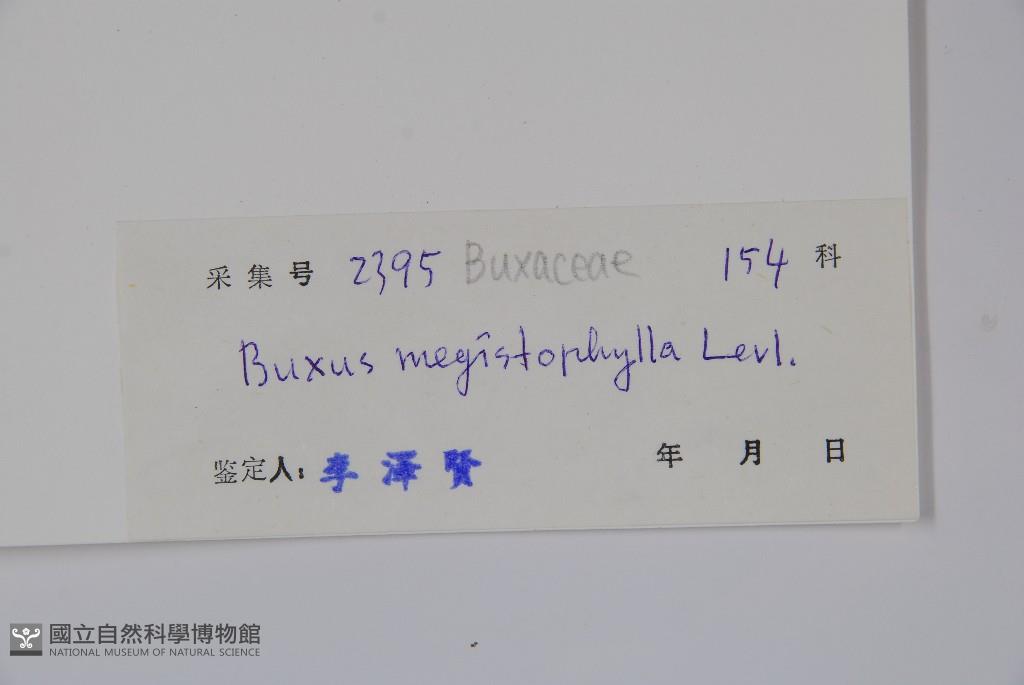 采集号 2395 Buxaceae 154 科
Buxus megistophylla Levl.
鉴定人: 李泽贤 年 月 日
國立自然科學博物館
NATIONAL MUSEUM OF NATURAL SCIENCE